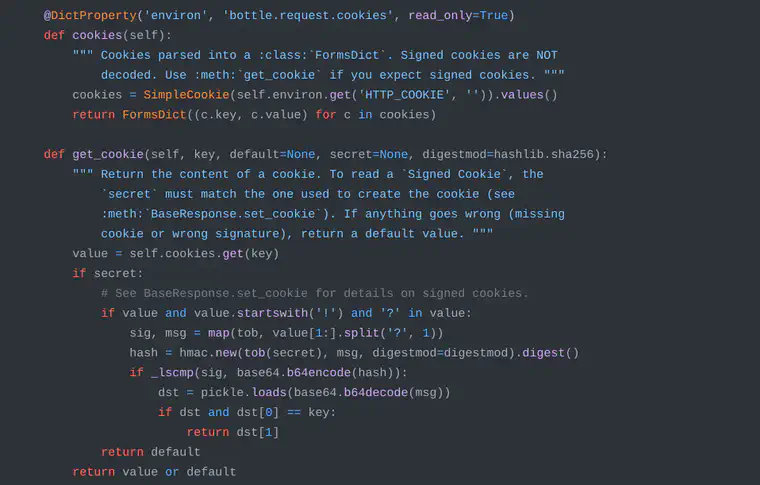 @DictProperty('environ', 'bottle.request.cookies', read_only=True)
def cookies(self):
    """ Cookies parsed into a :class:`FormsDict`. Signed cookies are NOT
        decoded. Use :meth:`get_cookie` if you expect signed cookies. """
    cookies = SimpleCookie(self.environ.get('HTTP_COOKIE', '')).values()
    return FormsDict((c.key, c.value) for c in cookies)

def get_cookie(self, key, default=None, secret=None, digestmod=hashlib.sha256):
    """ Return the content of a cookie. To read a `Signed Cookie`, the
        `secret` must match the one used to create the cookie (see
        :meth:`BaseResponse.set_cookie`). If anything goes wrong (missing
        cookie or wrong signature), return a default value. """
    value = self.cookies.get(key)
    if secret:
        # See BaseResponse.set_cookie for details on signed cookies.
        if value and value.startswith('!') and '?' in value:
            sig, msg = map(tob, value[1:].split('?', 1))
            hash = hmac.new(tob(secret), msg, digestmod=digestmod).digest()
            if _lscmp(sig, base64.b64encode(hash)):
                dst = pickle.loads(base64.b64decode(msg))
                if dst and dst[0] == key:
                    return dst[1]
        return default
    return value or default